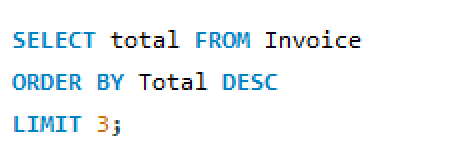 SELECT total FROM Invoice
ORDER BY Total DESC
LIMIT 3;